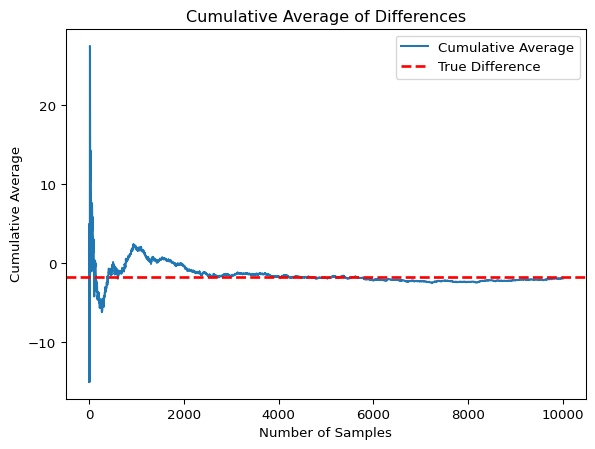 Cumulative Average of Differences
Cumulative Average
True Difference
20
10
0
−10
Cumulative Average
0
2000
4000
6000
8000
10000
Number of Samples